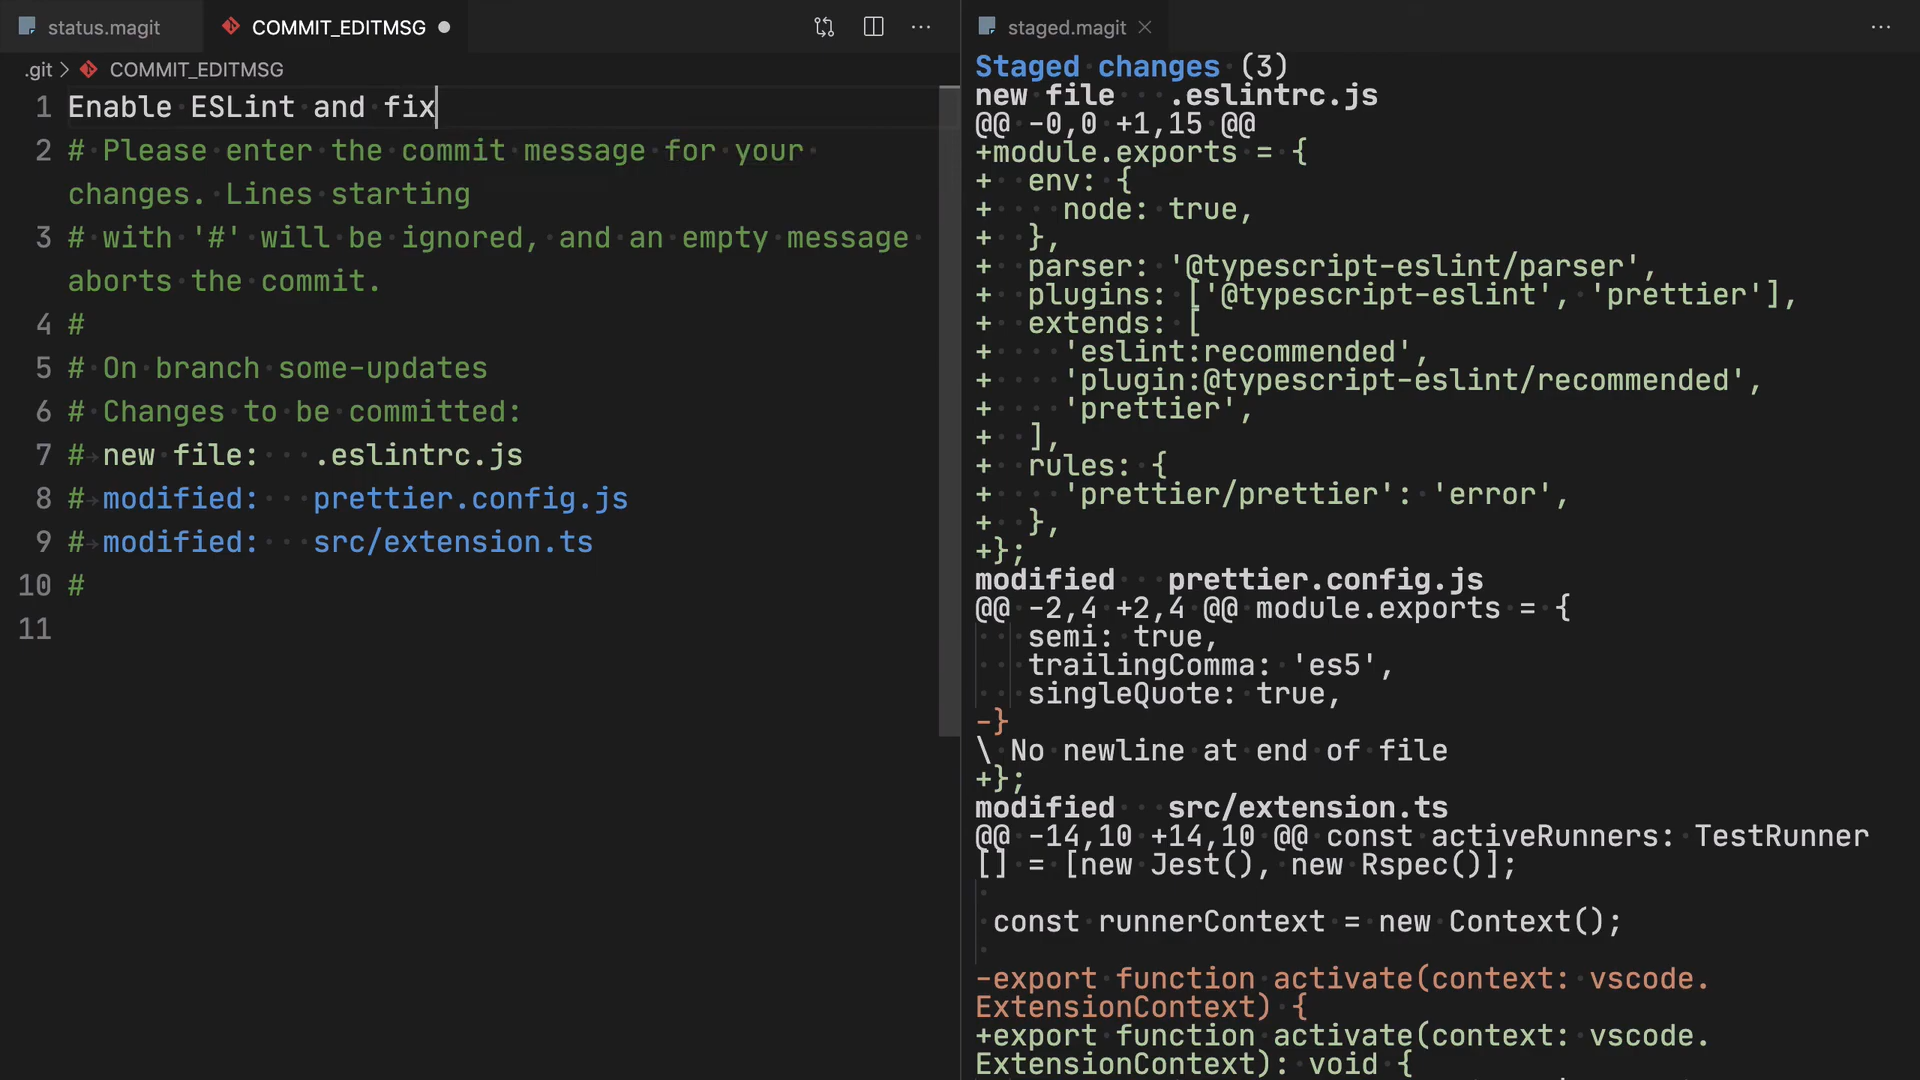 status.magit
COMMIT_EDITMSG
.git > COMMIT_EDITMSG
1 Enable ESLint and fix
2 # Please enter the commit message for your
changes. Lines starting
3 # with '#' will be ignored, and an empty message
aborts the commit.
4 #
5 # On branch some-updates
6 # Changes to be committed:
7 # new file:   .eslintrc.js
8 # modified:   prettier.config.js
9 # modified:   src/extension.ts
10 #
11
staged.magit
Staged changes (3)
new file   .eslintrc.js
@@ -0,0 +1,15 @@
+module.exports = {
+  env: {
+    node: true,
+  },
+  parser: '@typescript-eslint/parser',
+  plugins: ['@typescript-eslint', 'prettier'],
+  extends: [
+    'eslint:recommended',
+    'plugin:@typescript-eslint/recommended',
+    'prettier',
+  ],
+  rules: {
+    'prettier/prettier': 'error',
+  },
+};
modified   prettier.config.js
@@ -2,4 +2,4 @@ module.exports = {
   semi: true,
   trailingComma: 'es5',
   singleQuote: true,
-}
\ No newline at end of file
+};
modified   src/extension.ts
@@ -14,10 +14,10 @@ const activeRunners: TestRunner
[] = [new Jest(), new Rspec()];
 const runnerContext = new Context();
-export function activate(context: vscode.
ExtensionContext) {
+export function activate(context: vscode.
ExtensionContext): void {